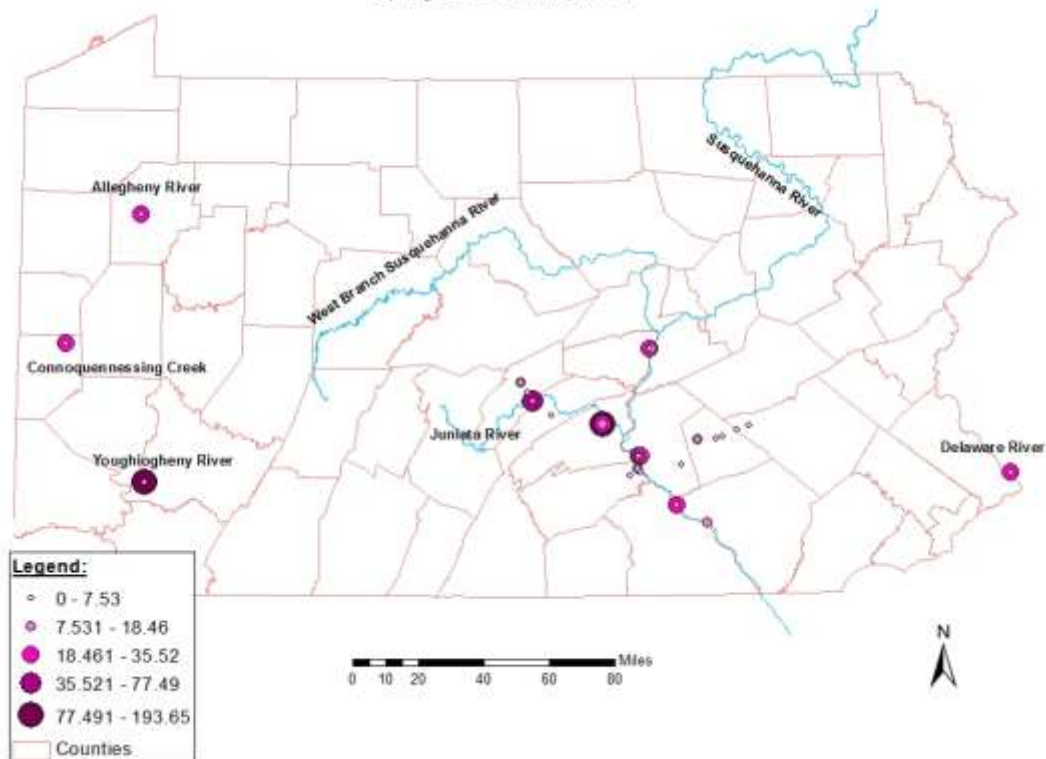 Susquehanna River
Allegheny River
West Branch Susquehanna River
Connoquennessing Creek
Juniata River
Youghiogheny River
Delaware River
Legend:
0 - 7.53
7.531 - 18.46
18.461 - 35.52
35.521 - 77.49
77.491 - 193.65
Counties
Miles
0 10 20 40 60 80
N